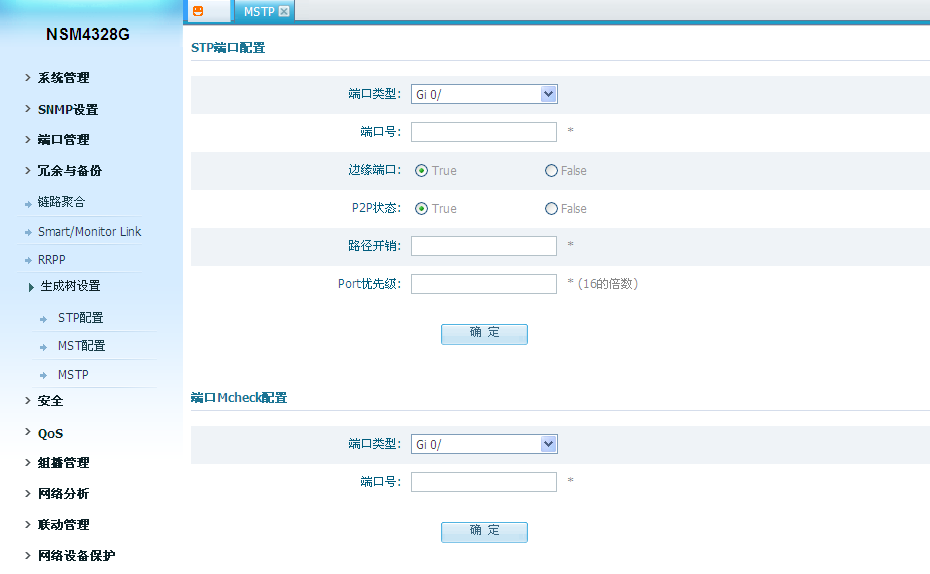 NSM4328G
系统管理
SNMP设置
端口管理
冗余与备份
链路聚合
Smart/Monitor Link
RRPP
生成树设置
STP配置
MST配置
MSTP
安全
QoS
组播管理
网络分析
联动管理
网络设备保护
MSTP
STP端口配置
端口类型: Gi 0/
端口号: *
边缘端口: True False
P2P状态: True False
路径开销: *
Port优先级: * (16的倍数)
确 定
端口Mcheck配置
端口类型: Gi 0/
端口号: *
确 定